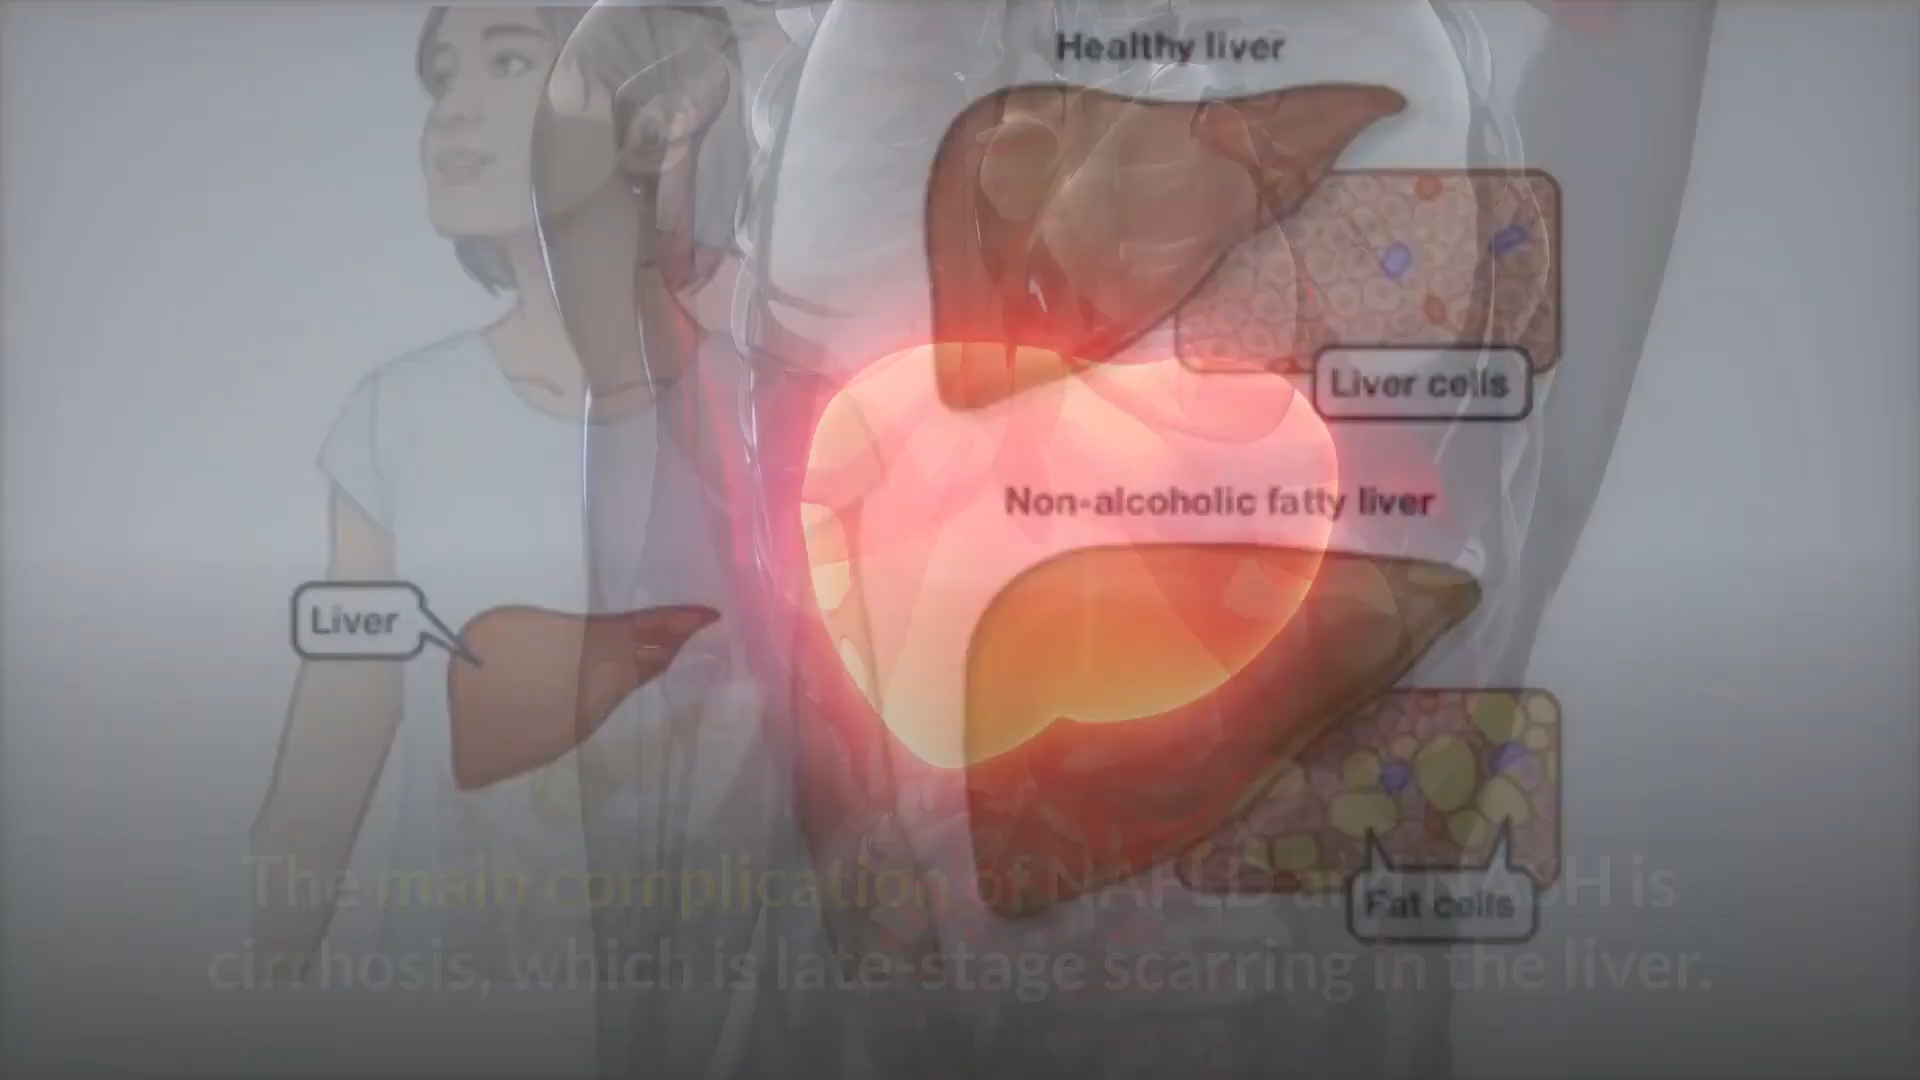 Healthy liver
Liver cells
Non-alcoholic fatty liver
Liver
Fat cells
The main complication of NAFLD and NASH is
cirrhosis, which is late-stage scarring in the liver.